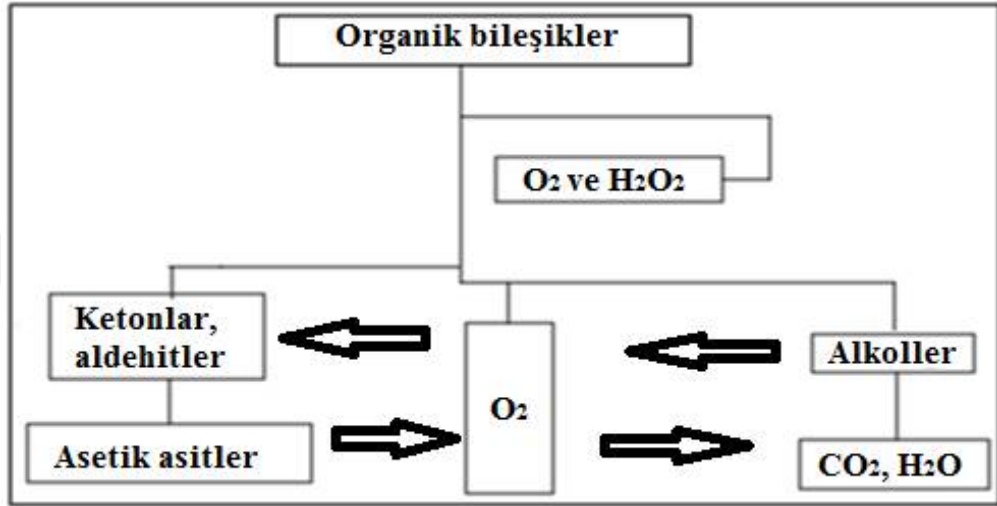 Organik bileşikler
O2 ve H2O2
Ketonlar,
aldehitler
Alkoller
O2
Asetik asitler
CO2, H2O